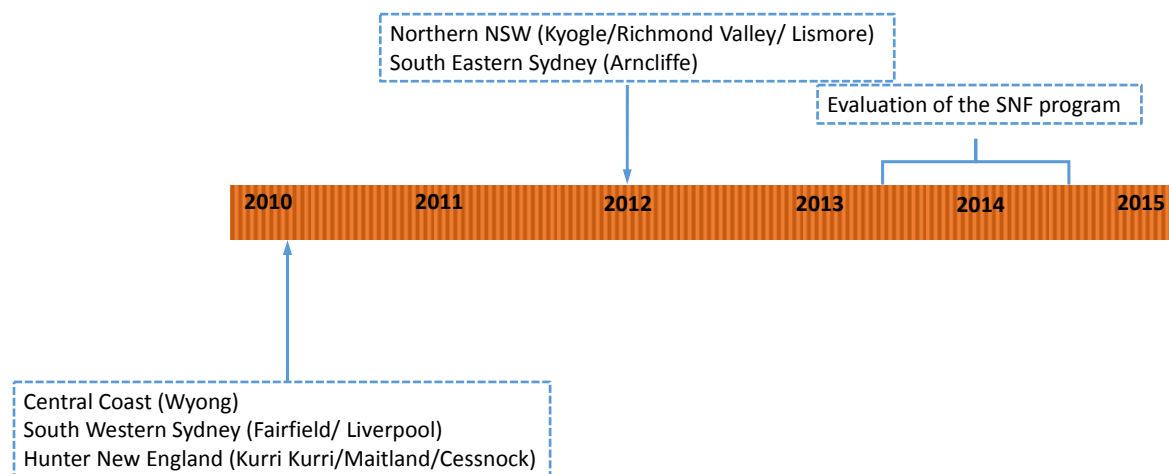 Northern NSW (Kyogle/Richmond Valley/ Lismore)
South Eastern Sydney (Arncliffe)
Evaluation of the SNF program
2010 2011 2012 2013 2014 2015
Central Coast (Wyong)
South Western Sydney (Fairfield/ Liverpool)
Hunter New England (Kurri Kurri/Maitland/Cessnock)